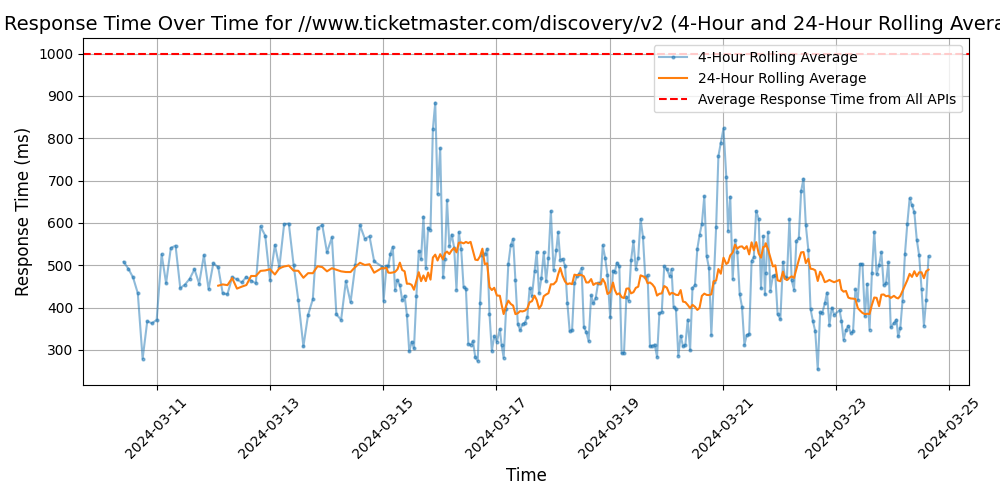 Response Time Over Time for //www.ticketmaster.com/discovery/v2 (4-Hour and 24-Hour Rolling Avera
4-Hour Rolling Average
24-Hour Rolling Average
Average Response Time from All APIs
Response Time (ms)
1000
900
800
700
600
500
400
300
2024-03-11
2024-03-13
2024-03-15
2024-03-17
2024-03-19
2024-03-21
2024-03-23
2024-03-25
Time